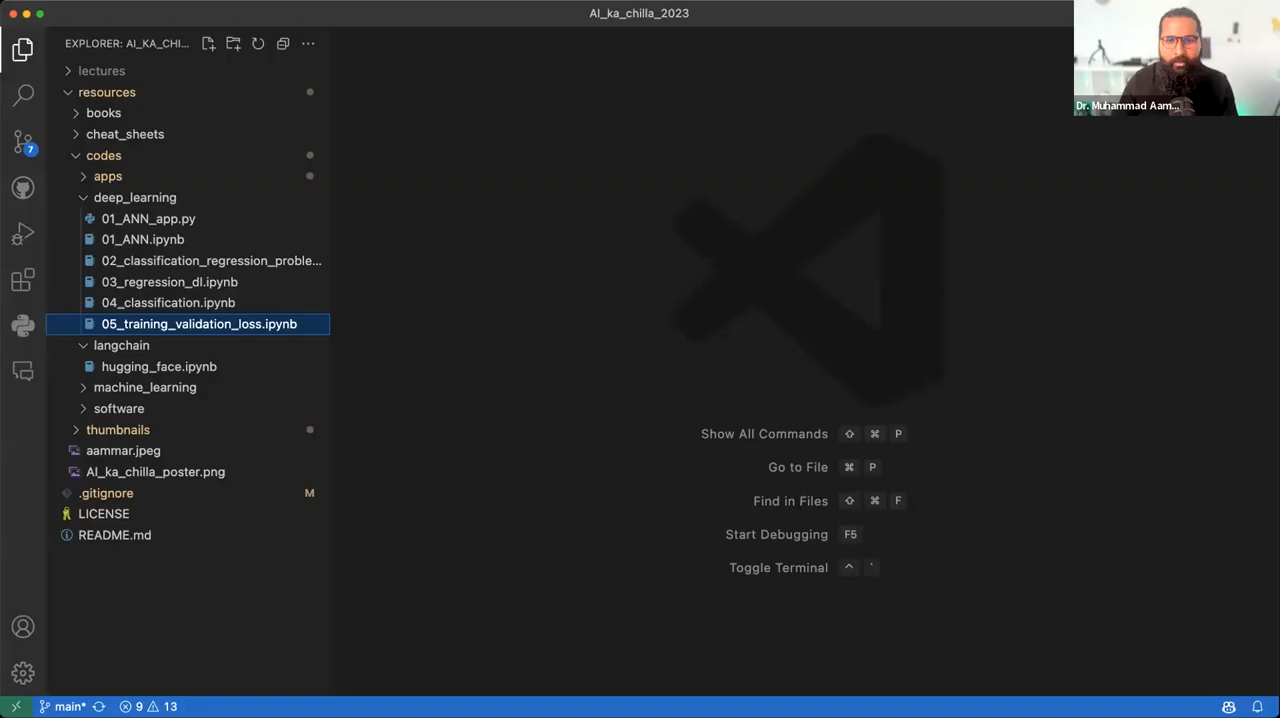 AI_ka_chilla_2023
EXPLORER: AI_KA_CHI...
lectures
resources
books
cheat_sheets
codes
apps
deep_learning
01_ANN_app.py
01_ANN.ipynb
02_classification_regression_proble...
03_regression_dl.ipynb
04_classification.ipynb
05_training_validation_loss.ipynb
langchain
hugging_face.ipynb
machine_learning
software
thumbnails
aammar.jpeg
AI_ka_chilla_poster.png
.gitignore M
LICENSE
README.md
7
Show All Commands ⇧ ⌘ P
Go to File ⌘ P
Find in Files ⇧ ⌘ F
Start Debugging F5
Toggle Terminal ^ `
Dr. Muhammad Aam...
main* 9 13